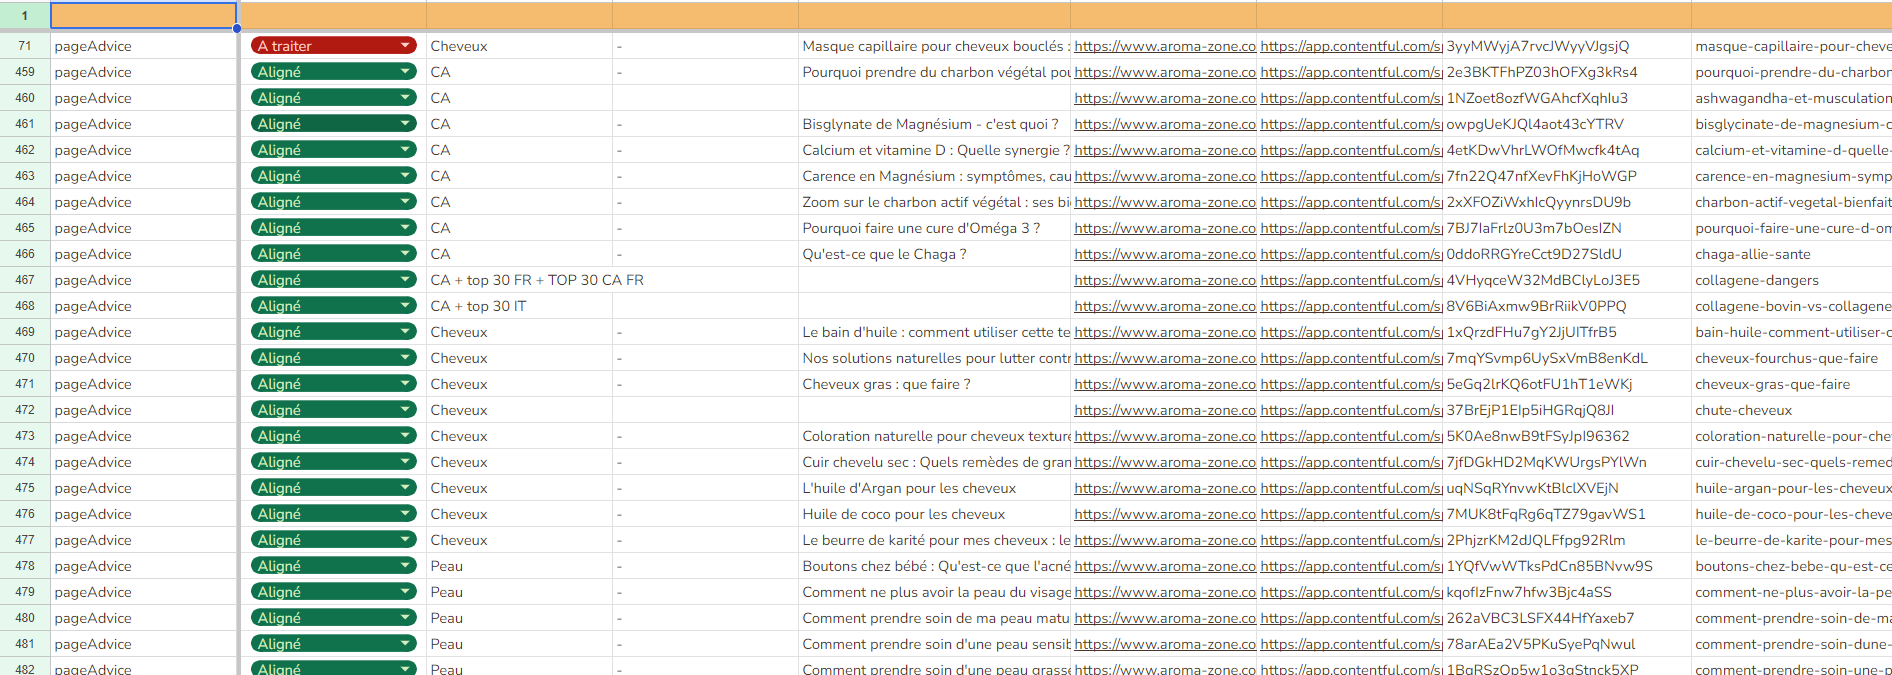 1
71 pageAdvice A traiter Cheveux - Masque capillaire pour cheveux bouclés : https://www.aroma-zone.co https://app.contentful.com/s 3yyMWyjA7rvcJWyyVJgsjQ masque-capillaire-pour-cheve
459 pageAdvice Aligné CA - Pourquoi prendre du charbon végétal pou https://www.aroma-zone.co https://app.contentful.com/s 2e3BKTFhPZ03hOFXg3kRs4 pourquoi-prendre-du-charbon
460 pageAdvice Aligné CA https://www.aroma-zone.co https://app.contentful.com/s 1NZoet8ozfWGAhcfXqhlu3 ashwagandha-et-musculation
461 pageAdvice Aligné CA - Bisglynate de Magnésium - c'est quoi ? https://www.aroma-zone.co https://app.contentful.com/s owpgUeKJQl4aot43cYTRV bisglycinate-de-magnesium-c
462 pageAdvice Aligné CA - Calcium et vitamine D : Quelle synergie ? https://www.aroma-zone.co https://app.contentful.com/s 4etKDwVhrLWOfMwcfk4tAq calcium-et-vitamine-d-quelle-
463 pageAdvice Aligné CA - Carence en Magnésium : symptômes, cau https://www.aroma-zone.co https://app.contentful.com/s 7fn22Q47nfXevFhKjHoWGP carence-en-magnesium-symp
464 pageAdvice Aligné CA - Zoom sur le charbon actif végétal : ses bi https://www.aroma-zone.co https://app.contentful.com/s 2xXFOZiWxhIcQyynrsDU9b charbon-actif-vegetal-bienfait
465 pageAdvice Aligné CA - Pourquoi faire une cure d'Oméga 3 ? https://www.aroma-zone.co https://app.contentful.com/s 7BJ7IaFrlz0U3m7bOesIZN pourquoi-faire-une-cure-d-om
466 pageAdvice Aligné CA - Qu'est-ce que le Chaga ? https://www.aroma-zone.co https://app.contentful.com/s 0ddoRRGYreCct9D27SldU chaga-allie-sante
467 pageAdvice Aligné CA + top 30 FR + TOP 30 CA FR https://www.aroma-zone.co https://app.contentful.com/s 4VHyqceW32MdBClyLoJ3E5 collagene-dangers
468 pageAdvice Aligné CA + top 30 IT https://www.aroma-zone.co https://app.contentful.com/s 8V6BiAxmw9BrRiikV0PPQ collagene-bovin-vs-collagene
469 pageAdvice Aligné Cheveux - Le bain d'huile : comment utiliser cette te https://www.aroma-zone.co https://app.contentful.com/s 1xQrzdFHu7gY2JjUITfrB5 bain-huile-comment-utiliser-c
470 pageAdvice Aligné Cheveux - Nos solutions naturelles pour lutter contr https://www.aroma-zone.co https://app.contentful.com/s 7mqYSvmp6UySxVmB8enKdL cheveux-fourchus-que-faire
471 pageAdvice Aligné Cheveux - Cheveux gras : que faire ? https://www.aroma-zone.co https://app.contentful.com/s 5eGq2lrKQ6otFU1hT1eWKj cheveux-gras-que-faire
472 pageAdvice Aligné Cheveux https://www.aroma-zone.co https://app.contentful.com/s 37BrEjP1EIp5iHGRqjQ8JI chute-cheveux
473 pageAdvice Aligné Cheveux - Coloration naturelle pour cheveux texture https://www.aroma-zone.co https://app.contentful.com/s 5K0Ae8nwB9tFSyJpI96362 coloration-naturelle-pour-che
474 pageAdvice Aligné Cheveux - Cuir chevelu sec : Quels remèdes de gran https://www.aroma-zone.co https://app.contentful.com/s 7jfDGkHD2MqKWUrgsPYlWn cuir-chevelu-sec-quels-remed
475 pageAdvice Aligné Cheveux - L'huile d'Argan pour les cheveux https://www.aroma-zone.co https://app.contentful.com/s uqNSqRYnvwKtBlclXVEjN huile-argan-pour-les-cheveux
476 pageAdvice Aligné Cheveux - Huile de coco pour les cheveux https://www.aroma-zone.co https://app.contentful.com/s 7MUK8tFqRg6qTZ79gavWS1 huile-de-coco-pour-les-cheve
477 pageAdvice Aligné Cheveux - Le beurre de karité pour mes cheveux : le https://www.aroma-zone.co https://app.contentful.com/s 2PhjzrKM2dJQLFfpg92Rlm le-beurre-de-karite-pour-mes
478 pageAdvice Aligné Peau - Boutons chez bébé : Qu'est-ce que l'acné https://www.aroma-zone.co https://app.contentful.com/s 1YQfVwWTksPdCn85BNvw9S boutons-chez-bebe-qu-est-ce
479 pageAdvice Aligné Peau - Comment ne plus avoir la peau du visage https://www.aroma-zone.co https://app.contentful.com/s kqofIzFnw7hfw3Bjc4aSS comment-ne-plus-avoir-la-pe
480 pageAdvice Aligné Peau - Comment prendre soin de ma peau matu https://www.aroma-zone.co https://app.contentful.com/s 262aVBC3LSFX44HfYaxeb7 comment-prendre-soin-de-ma
481 pageAdvice Aligné Peau - Comment prendre soin d'une peau sensib https://www.aroma-zone.co https://app.contentful.com/s 78arAEa2V5PKuSyePqNwul comment-prendre-soin-dune-
482 pageAdvice Aligné Peau - Comment prendre soin d'une peau grasse https://www.aroma-zone.co https://app.contentful.com/s 1BqRSzOp5w1o3qStnck5XP comment-prendre-soin-une-p